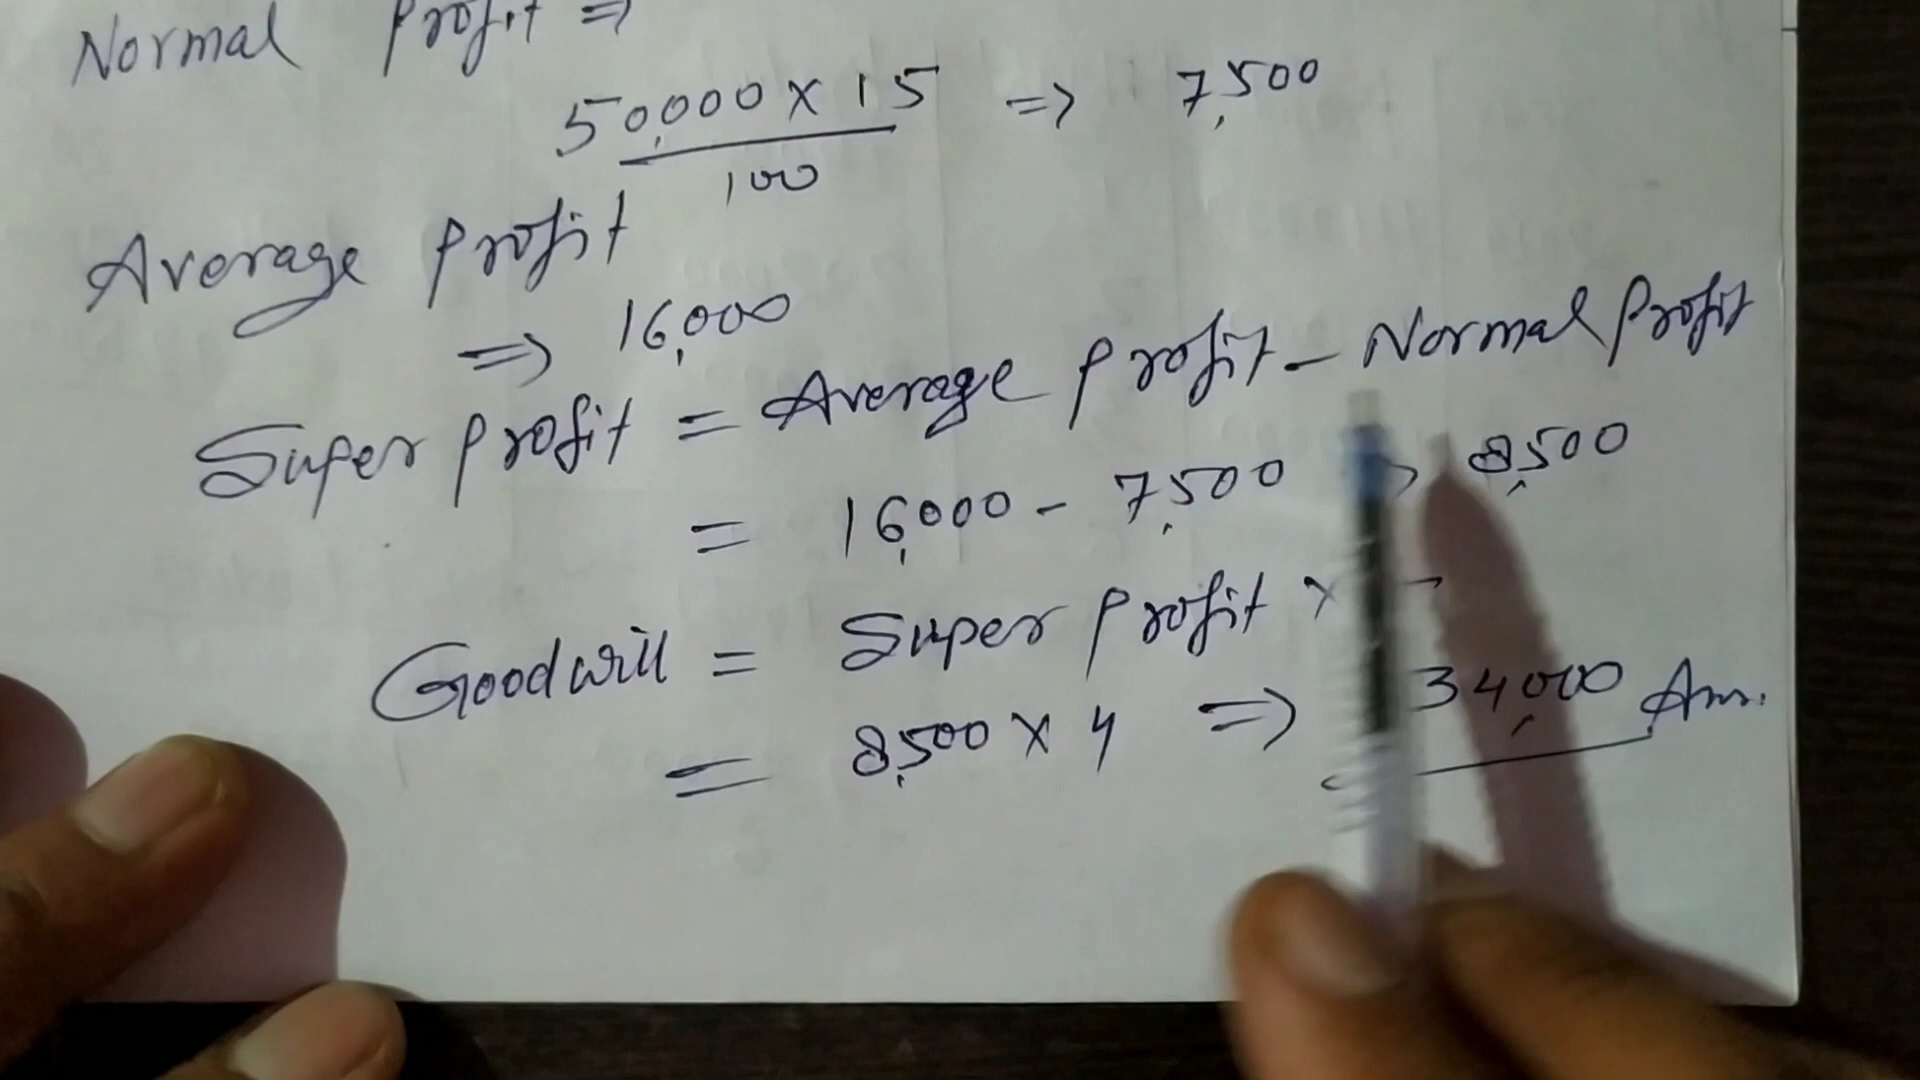 Normal Profit ⇒
50,000 × 15 ⇒ 7,500
100
Average Profit
⇒ 16,000
Super Profit = Average Profit - Normal Profit
= 16,000 - 7,500 8,500
Goodwill = Super Profit ×
= 8,500 × 4 ⇒ 34,000 Ans.